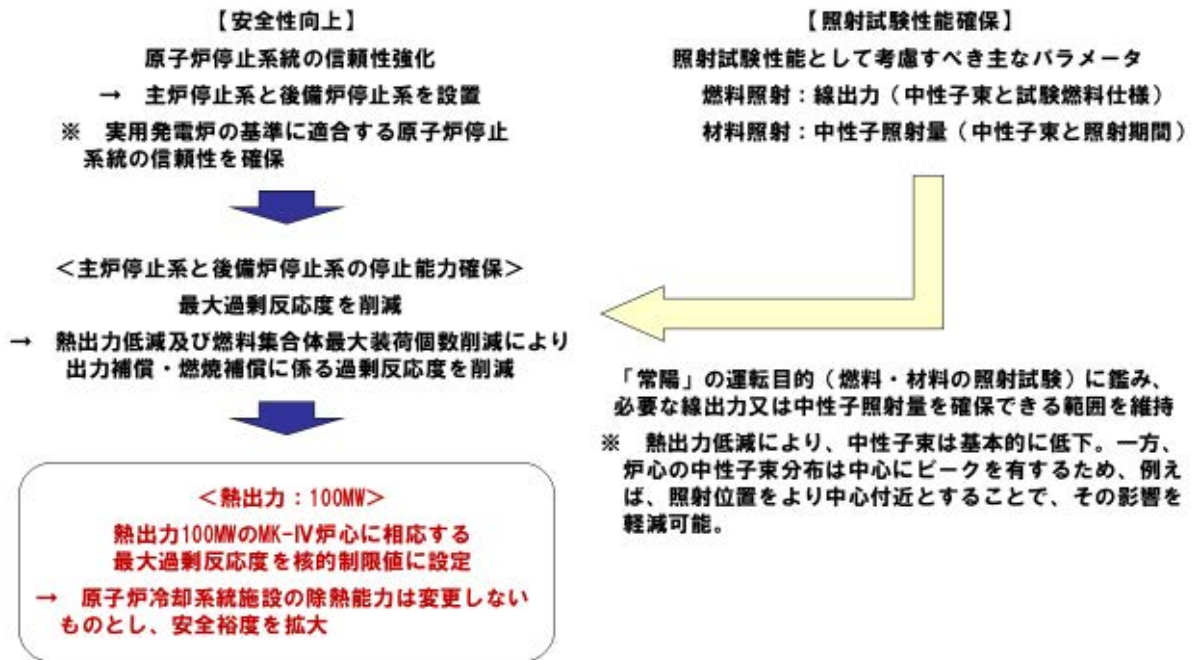 【安全性向上】
原子炉停止系統の信頼性強化
→ 主炉停止系と後備炉停止系を設置
※ 実用発電炉の基準に適合する原子炉停止
系統の信頼性を確保
＜主炉停止系と後備炉停止系の停止能力確保＞
最大過剰反応度を削減
→ 熱出力低減及び燃料集合体最大装荷個数削減により
出力補償・燃焼補償に係る過剰反応度を削減
＜熱出力：100MW＞
熱出力100MWのMK-Ⅳ炉心に相応する
最大過剰反応度を核的制限値に設定
→ 原子炉冷却系統施設の除熱能力は変更しない
ものとし、安全裕度を拡大
【照射試験性能確保】
照射試験性能として考慮すべき主なパラメータ
燃料照射：線出力（中性子束と試験燃料仕様）
材料照射：中性子照射量（中性子束と照射期間）
「常陽」の運転目的（燃料・材料の照射試験）に鑑み、
必要な線出力又は中性子照射量を確保できる範囲を維持
※ 熱出力低減により、中性子束は基本的に低下。一方、
炉心の中性子束分布は中心にピークを有するため、例え
ば、照射位置をより中心付近とすることで、その影響を
軽減可能。